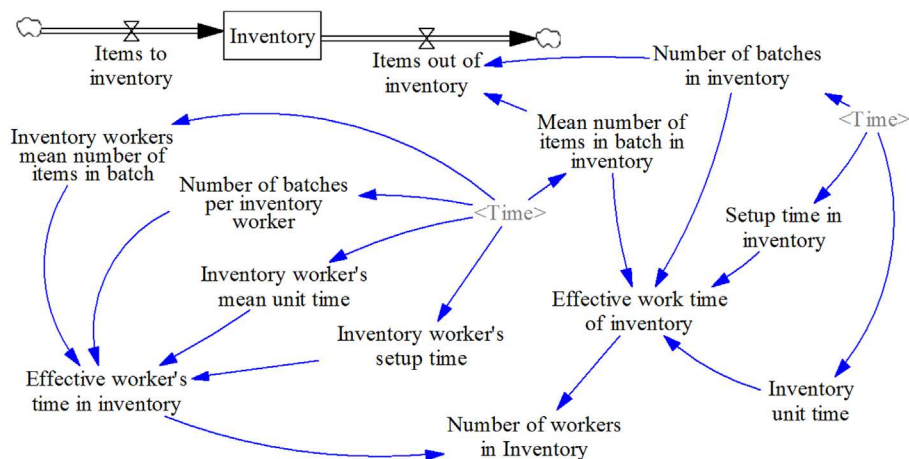 Inventory
Items to
inventory
Items out of
inventory
Number of batches
in inventory
<Time>
Inventory workers
mean number of
items in batch
Mean number of
items in batch in
inventory
Number of batches
per inventory
worker
<Time>
Setup time in
inventory
Inventory worker's
mean unit time
Effective work time
of inventory
Inventory worker's
setup time
Effective worker's
time in inventory
Inventory
unit time
Number of workers
in Inventory